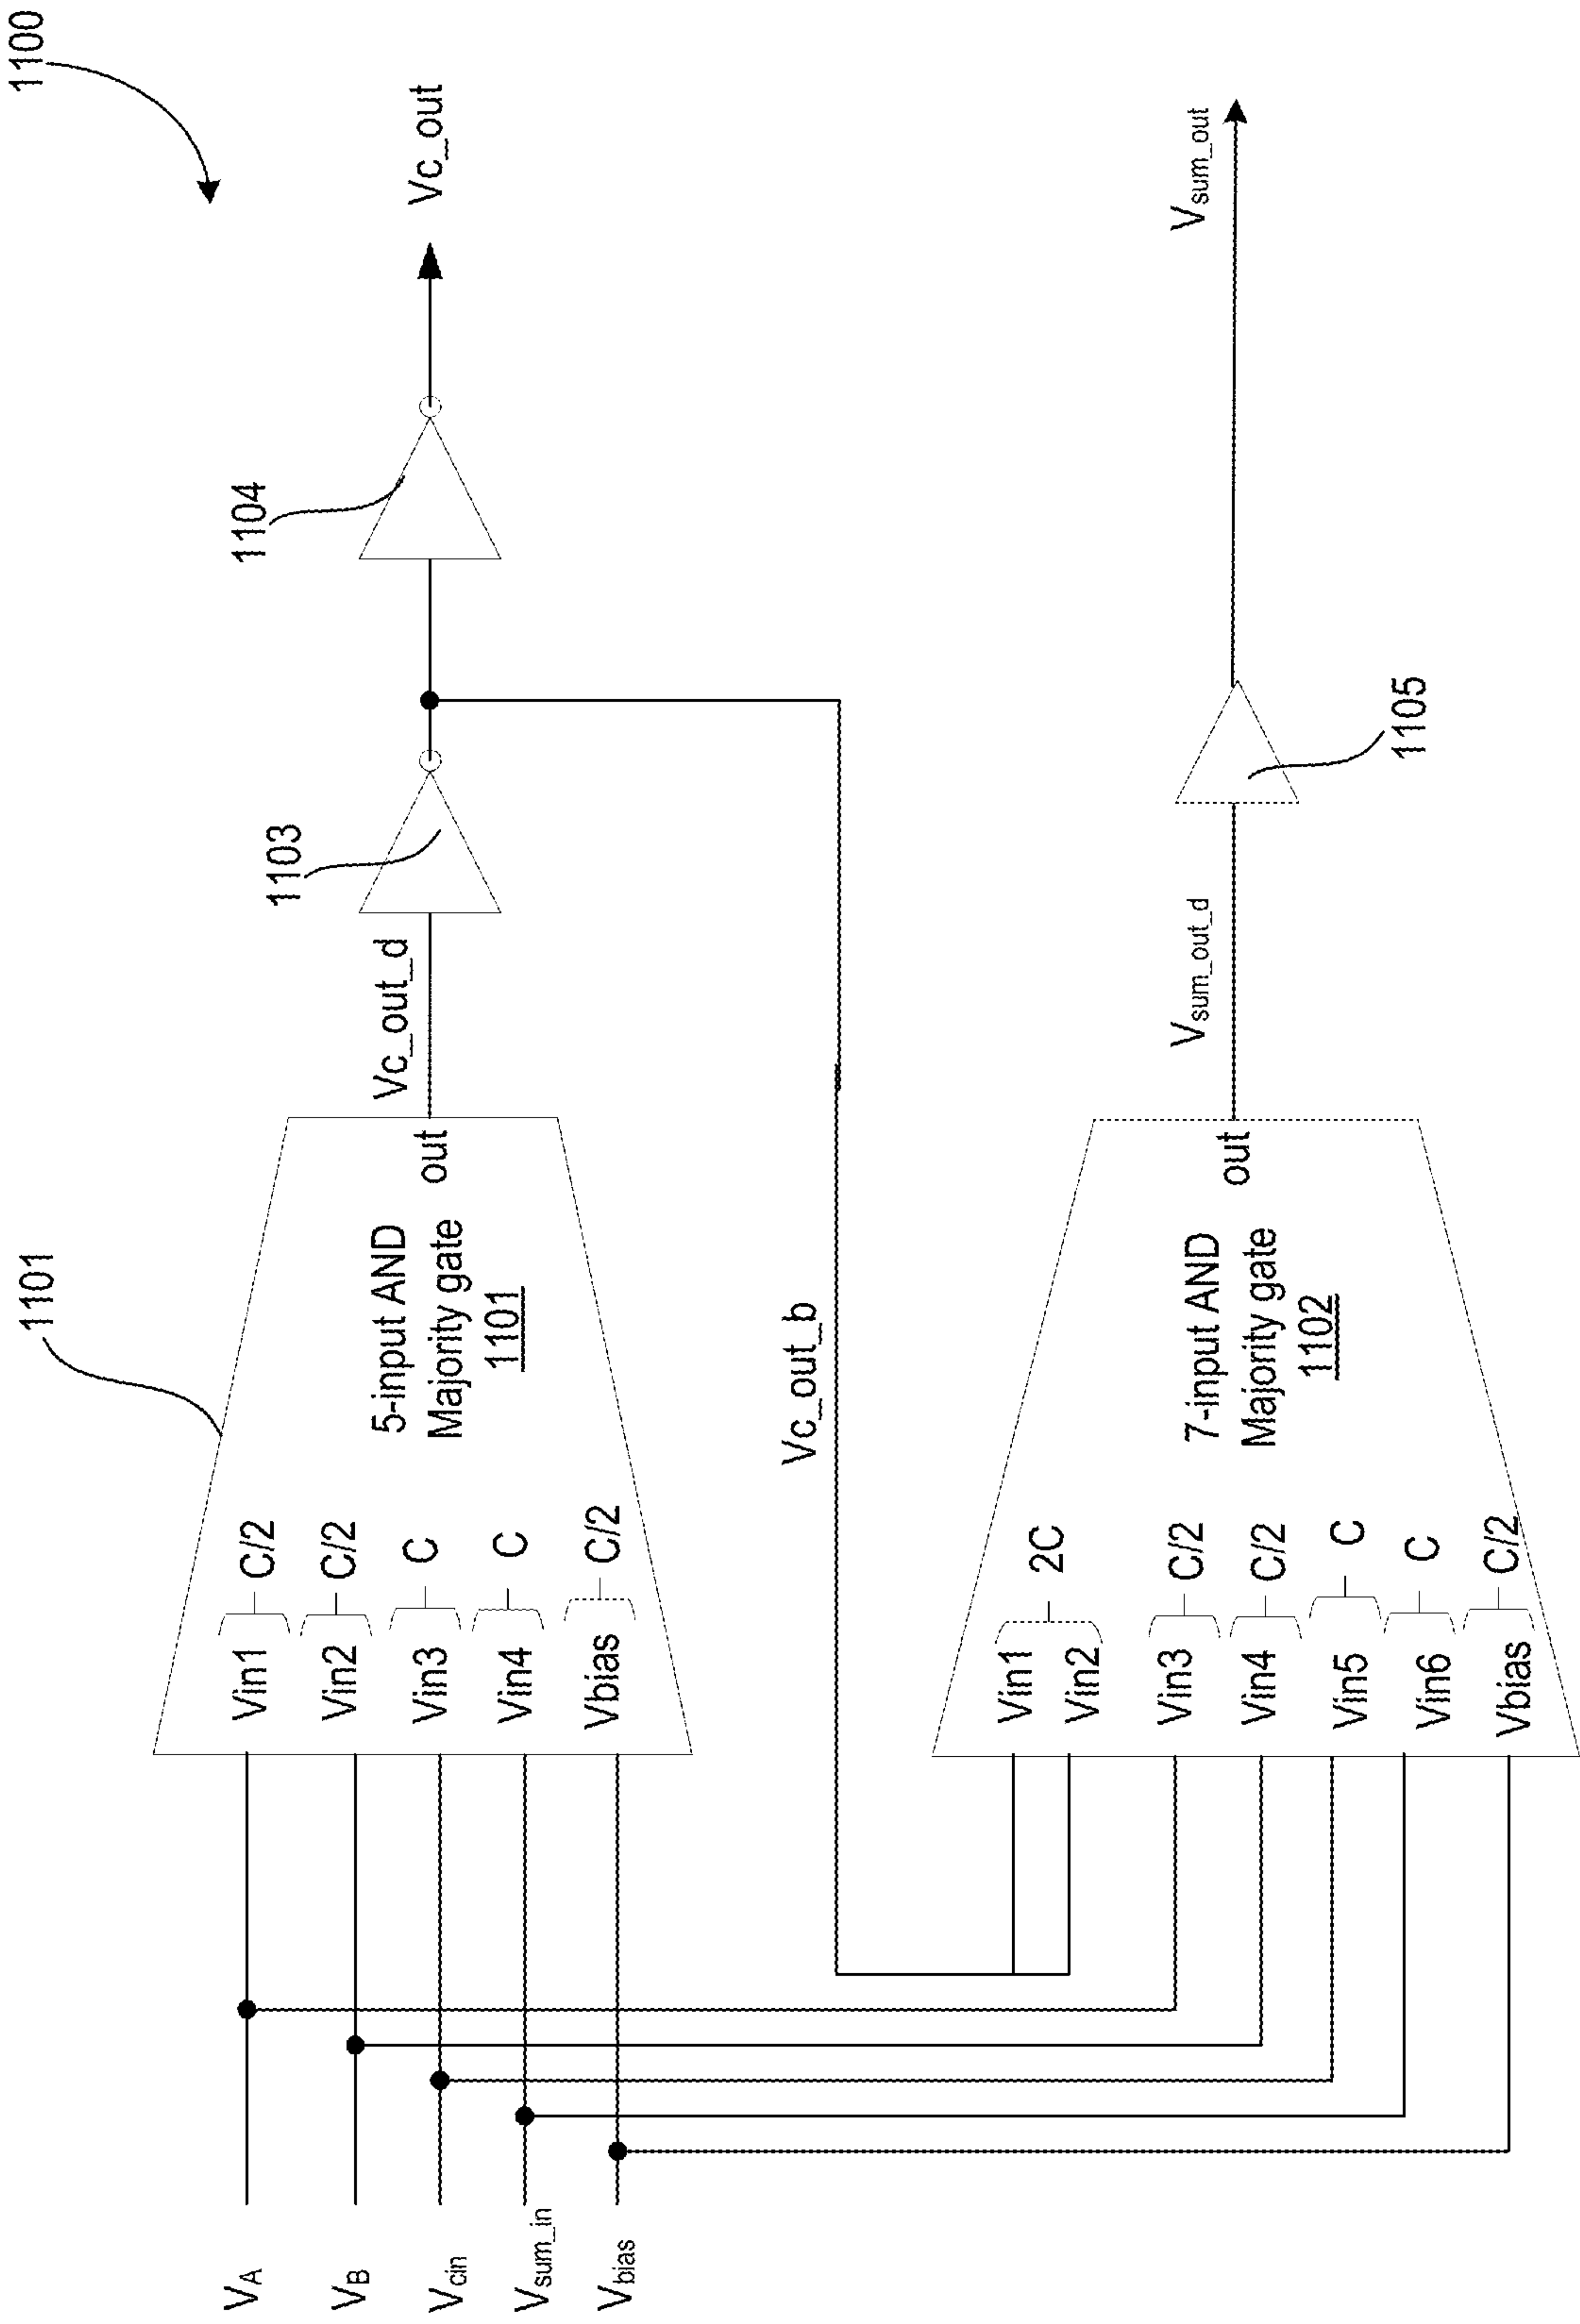 1100
1101
5-input AND
Majority gate
1101
Vin1
C/2
Vin2
C/2
Vin3
C
Vin4
C
Vbias
C/2
out
Vc_out_d
1103
1104
Vc_out
VA
VB
Vcin
Vsum_in
Vbias
Vc_out_b
7-input AND
Majority gate
1102
Vin1
Vin2
2C
Vin3
C/2
Vin4
C/2
Vin5
C
Vin6
C
Vbias
C/2
out
Vsum_out_d
1105
Vsum_out